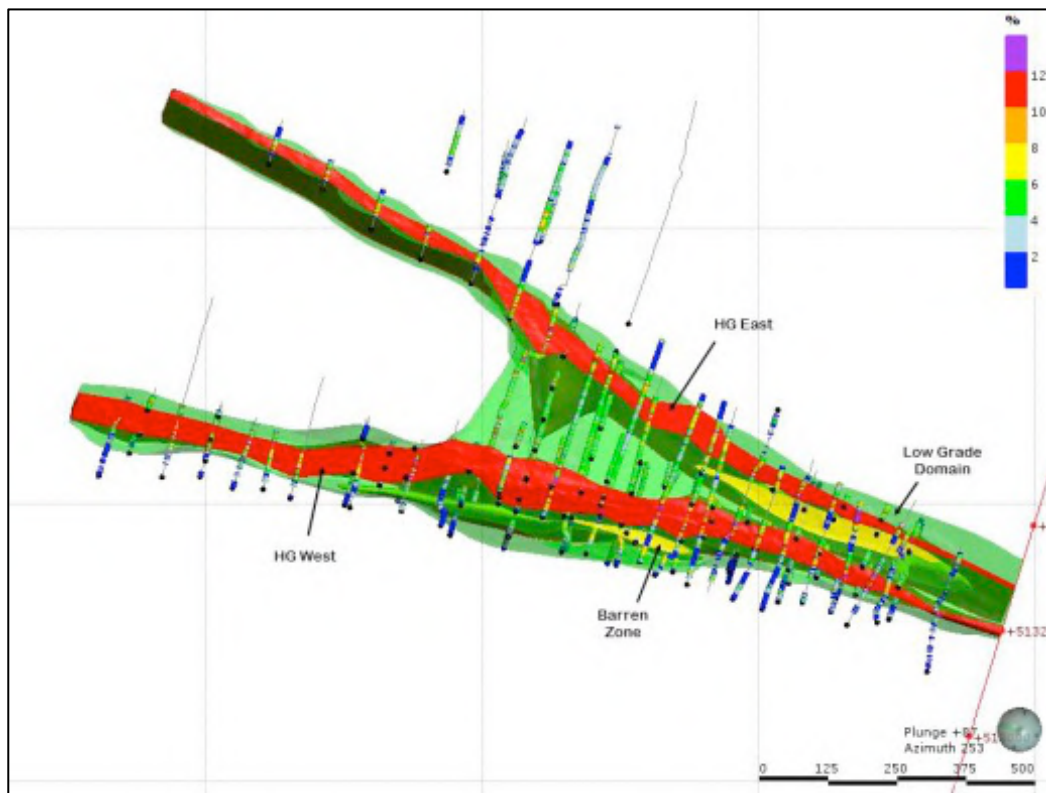 %
12
10
8
6
4
2
HG East
Low Grade
Domain
HG West
Barren
Zone
Plunge +87
Azimuth 253
0 125 250 375 500